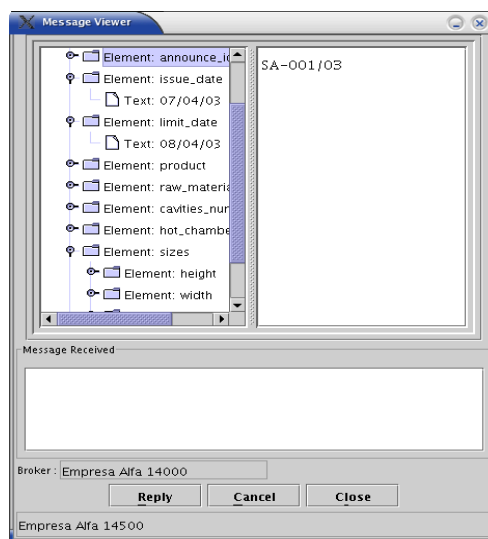 Message Viewer
Element: announce_i
Element: issue_date
Text: 07/04/03
Element: limit_date
Text: 08/04/03
Element: product
Element: raw_materia
Element: cavities_nu
Element: hot_chambe
Element: sizes
Element: height
Element: width
SA-001/03
Message Received
Broker : Empresa Alfa 14000
Reply
Cancel
Close
Empresa Alfa 14500